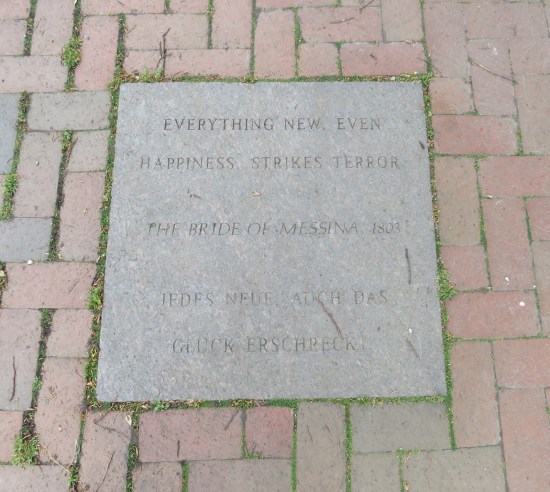 EVERYTHING NEW, EVEN
HAPPINESS, STRIKES TERROR.
THE BRIDE OF MESSINA, 1803
JEDES NEUE, AUCH DAS
GLÜCK ERSCHRECKT.